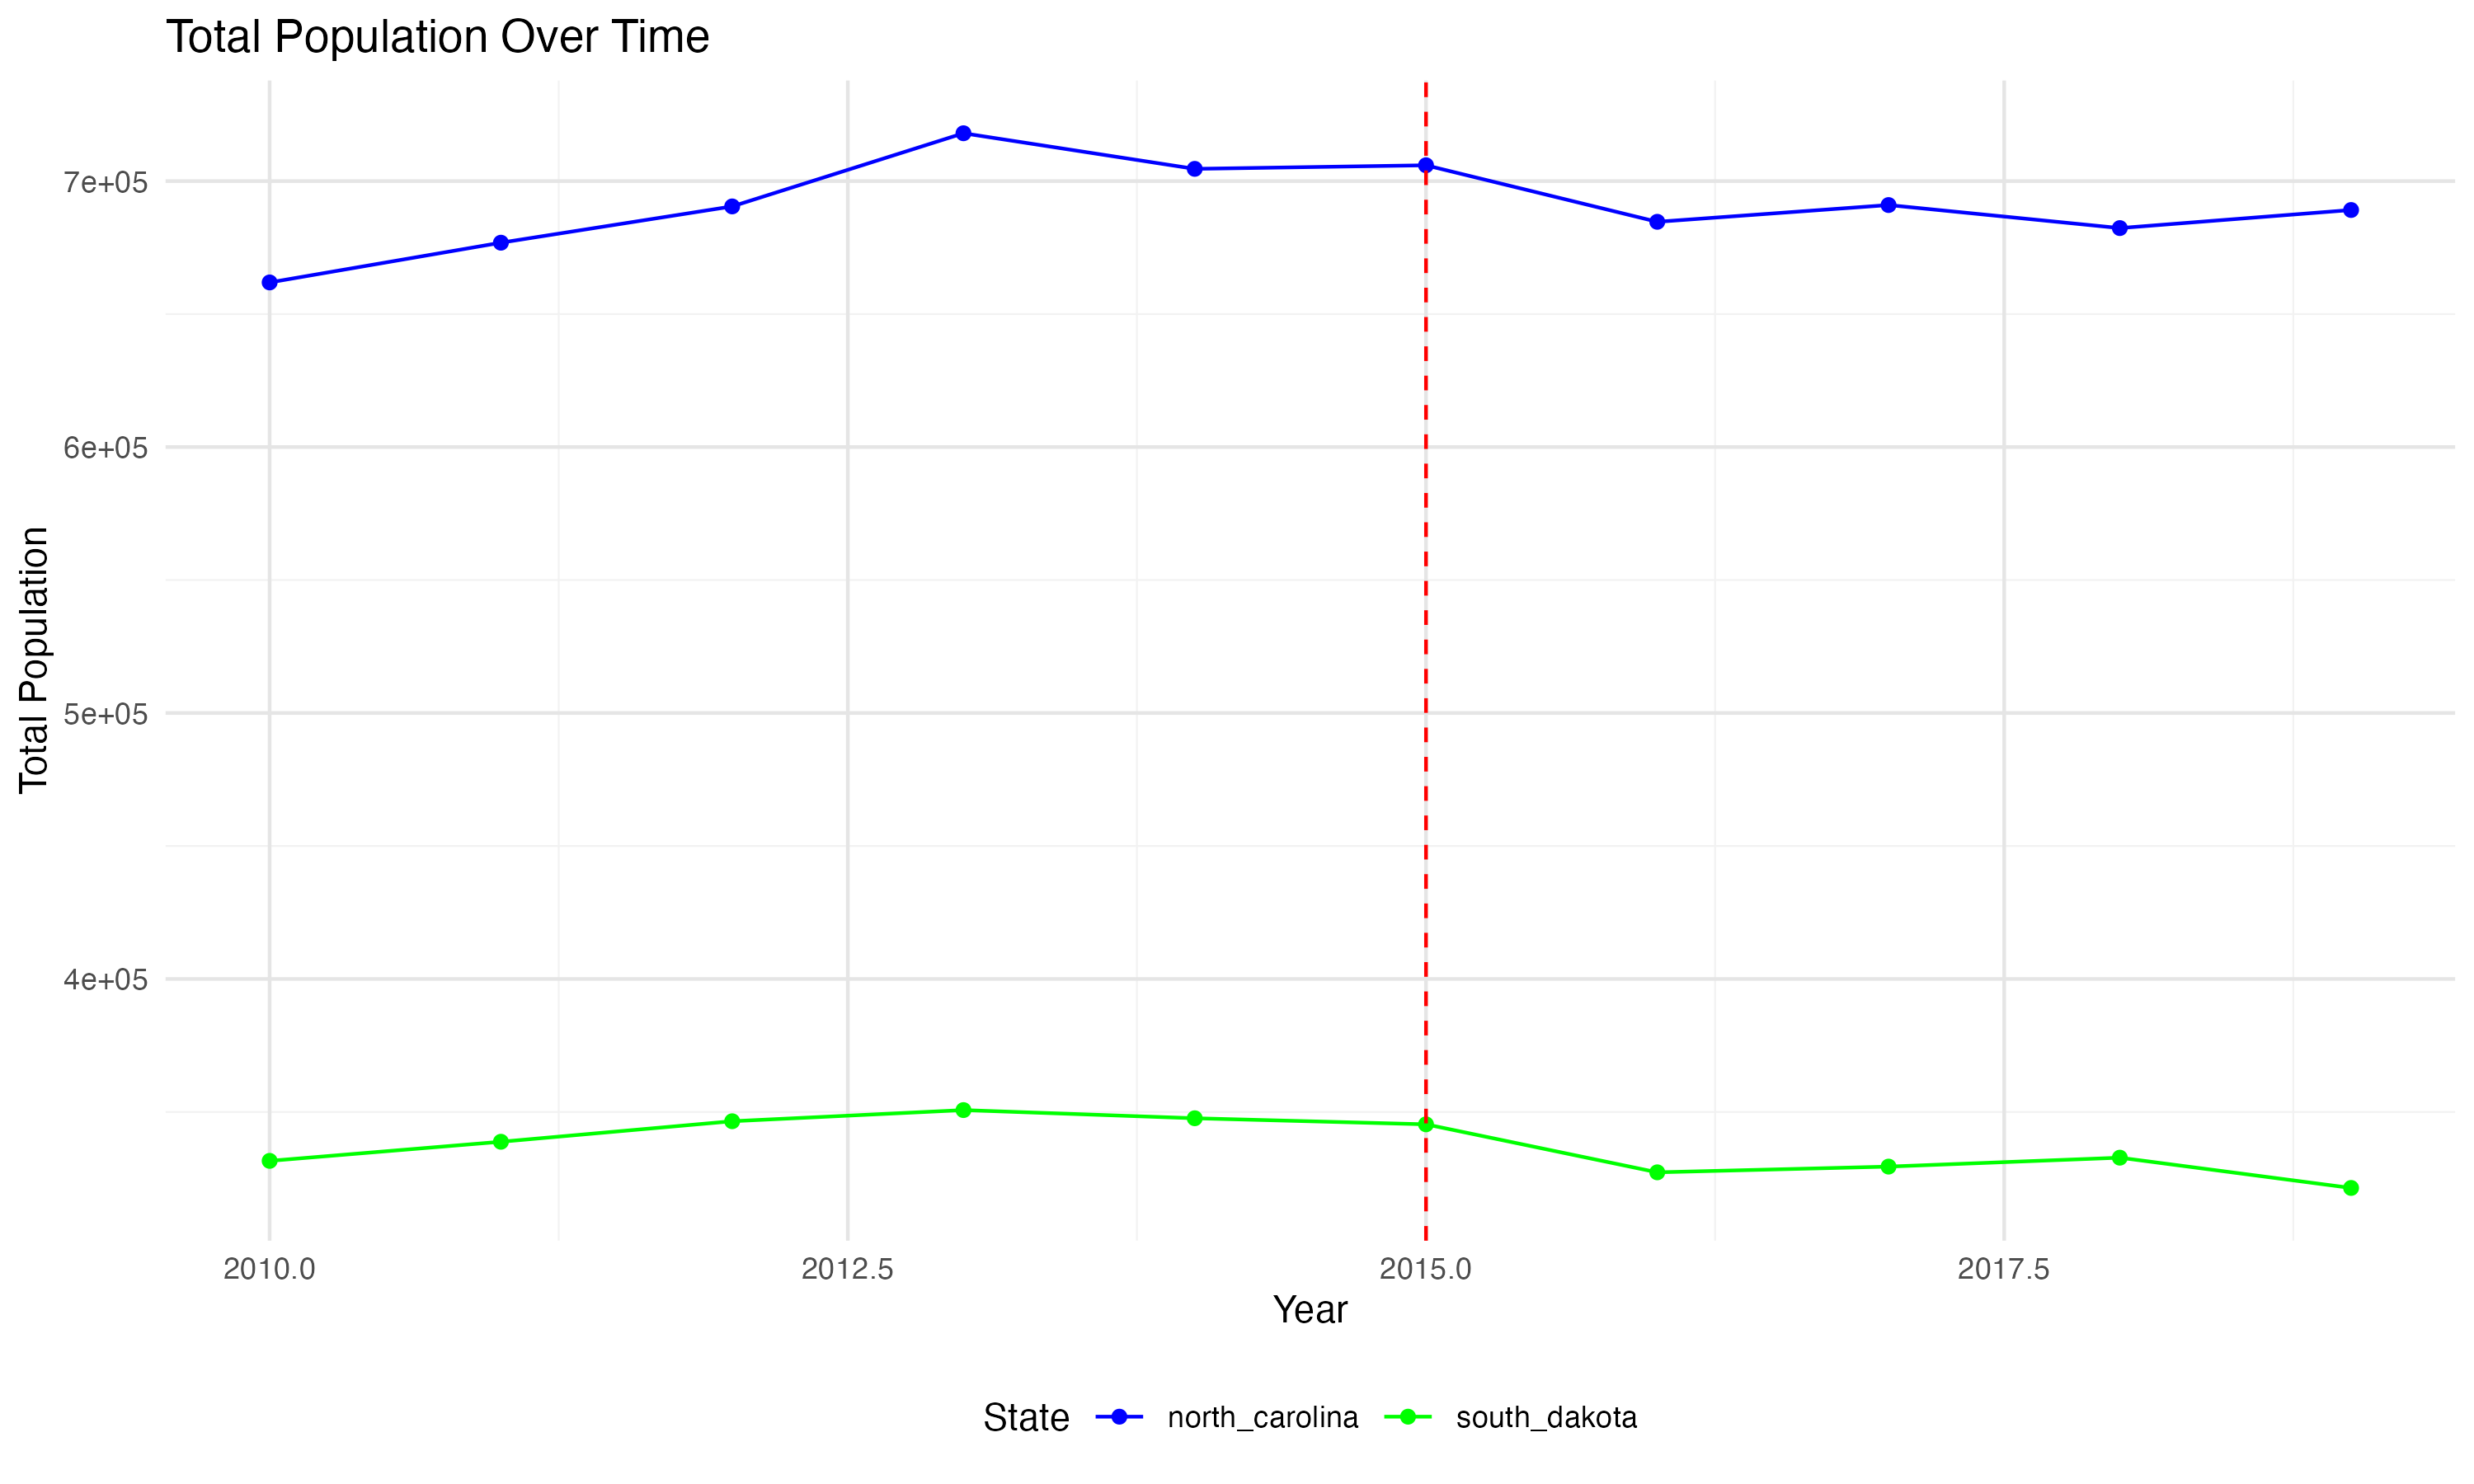 Total Population Over Time
Total Population
7e+05
6e+05
5e+05
4e+05
2010.0 2012.5 2015.0 2017.5
Year
State north_carolina south_dakota